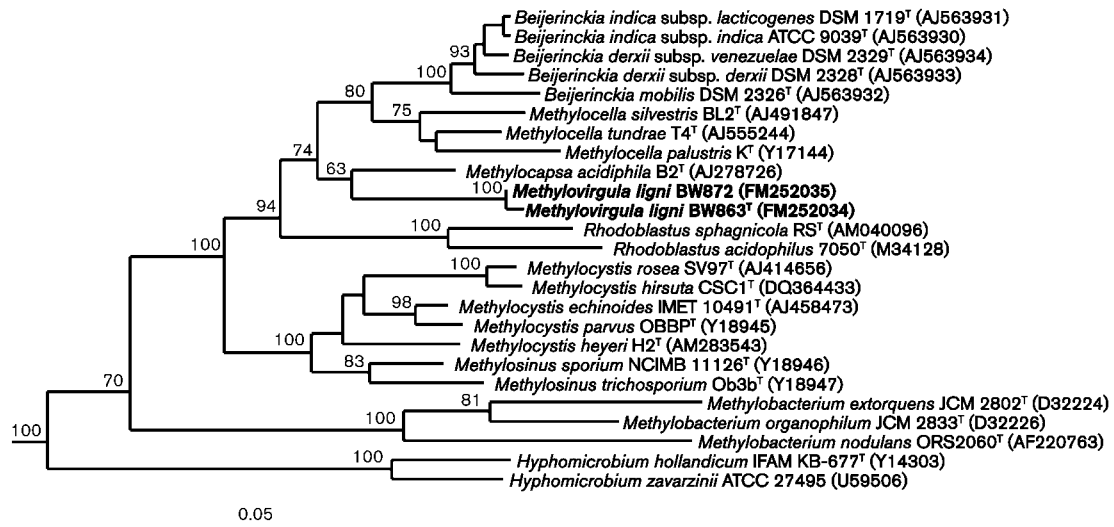 Beijerinckia indica subsp. lacticogenes DSM 1719ᵀ (AJ563931)
Beijerinckia indica subsp. indica ATCC 9039ᵀ (AJ563930)
93
Beijerinckia derxii subsp. venezuelae DSM 2329ᵀ (AJ563934)
100
Beijerinckia derxii subsp. derxii DSM 2328ᵀ (AJ563933)
80
Beijerinckia mobilis DSM 2326ᵀ (AJ563932)
75
Methylocella silvestris BL2ᵀ (AJ491847)
Methylocella tundrae T4ᵀ (AJ555244)
74
Methylocella palustris Kᵀ (Y17144)
63
Methylocapsa acidiphila B2ᵀ (AJ278726)
100
Methylovirgula ligni BW872 (FM252035)
94
Methylovirgula ligni BW863ᵀ (FM252034)
100
Rhodoblastus sphagnicola RSᵀ (AM040096)
100
Rhodoblastus acidophilus 7050ᵀ (M34128)
100
Methylocystis rosea SV97ᵀ (AJ414656)
Methylocystis hirsuta CSC1ᵀ (DQ364433)
98
Methylocystis echinoides IMET 10491ᵀ (AJ458473)
Methylocystis parvus OBBPᵀ (Y18945)
100
Methylocystis heyeri H2ᵀ (AM283543)
83
Methylosinus sporium NCIMB 11126ᵀ (Y18946)
70
Methylosinus trichosporium Ob3bᵀ (Y18947)
81
Methylobacterium extorquens JCM 2802ᵀ (D32224)
100
Methylobacterium organophilum JCM 2833ᵀ (D32226)
100
Methylobacterium nodulans ORS2060ᵀ (AF220763)
100
Hyphomicrobium hollandicum IFAM KB-677ᵀ (Y14303)
Hyphomicrobium zavarzinii ATCC 27495 (U59506)
0.05